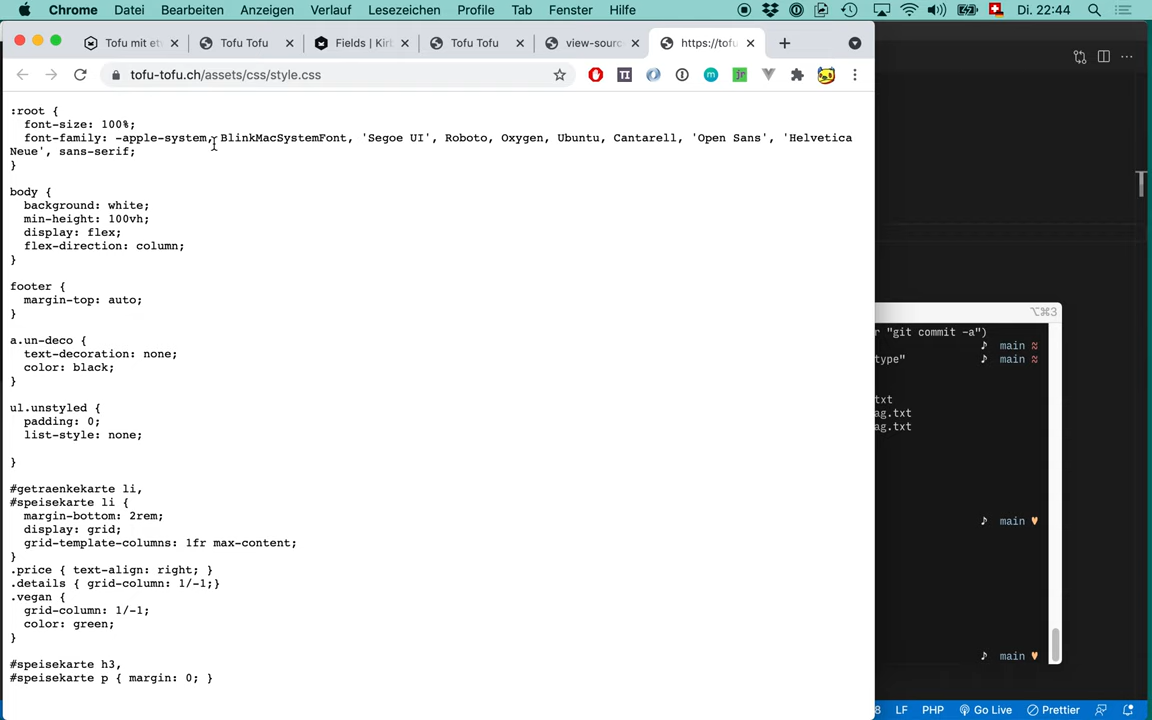 Chrome Datei Bearbeiten Anzeigen Verlauf Lesezeichen Profile Tab Fenster Hilfe Di. 22:44
Tofu mit et Tofu Tofu Fields | Kirb Tofu Tofu view-sourc https://tofu
tofu-tofu.ch/assets/css/style.css
:root {
font-size: 100%;
font-family: -apple-system, BlinkMacSystemFont, 'Segoe UI', Roboto, Oxygen, Ubuntu, Cantarell, 'Open Sans', 'Helvetica
Neue', sans-serif;
}
body {
background: white;
min-height: 100vh;
display: flex;
flex-direction: column;
}
footer {
margin-top: auto;
}
a.un-deco {
text-decoration: none;
color: black;
}
ul.unstyled {
padding: 0;
list-style: none;
}
#getraenkekarte li,
#speisekarte li {
margin-bottom: 2rem;
display: grid;
grid-template-columns: 1fr max-content;
}
.price { text-align: right; }
.details { grid-column: 1/-1;}
.vegan {
grid-column: 1/-1;
color: green;
}
#speisekarte h3,
#speisekarte p { margin: 0; }
⌥⌘3
r "git commit -a")
♪ main ≈
type" ♪ main ≈
txt
ag.txt
ag.txt
♪ main ♥
♪ main ♥
8 LF PHP Go Live Prettier